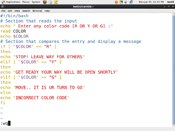 #!/bin/bash
# Section that reads the input
echo ' Enter any color code [R OR Y OR G] :'
read COLOR
echo $COLOR
# Section that compares the entry and display a message
if [ $COLOR == "R" ]
then
echo 'STOP! LEAVE WAY FOR OTHERS'
elif [ $COLOR == "Y" ]
then
echo 'GET READY YOUR WAY WILL BE OPEN SHORTLY'
elif [ $COLOR == "G" ]
then
echo 'MOVE.. IT IS UR TURN TO GO'
else
echo 'INCORRECT COLOR CODE'
fi
:wq